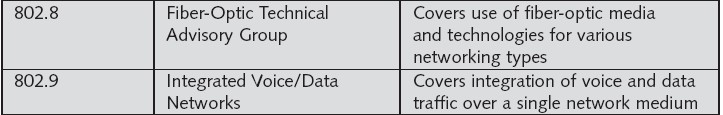 802.8 Fiber-Optic Technical Covers use of fiber-optic media
Advisory Group and technologies for various
networking types
802.9 Integrated Voice/Data Covers integration of voice and data
Networks traffic over a single network medium